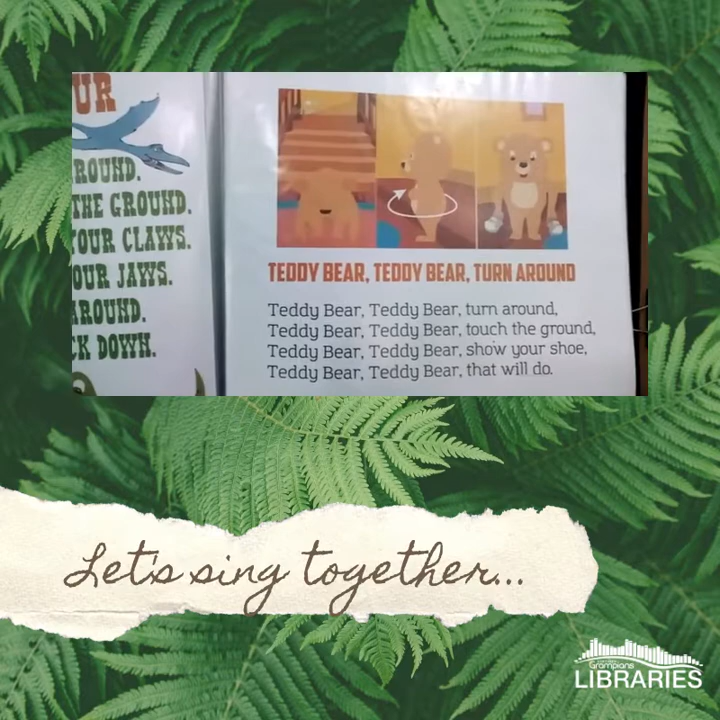 UR
ROUND.
THE GROUND.
YOUR CLAWS.
OUR JAWS.
AROUND.
CK DOWN.
TEDDY BEAR, TEDDY BEAR, TURN AROUND
Teddy Bear, Teddy Bear, turn around,
Teddy Bear, Teddy Bear, touch the ground,
Teddy Bear, Teddy Bear, show your shoe,
Teddy Bear, Teddy Bear, that will do.
Let's sing together...
Grampians
LIBRARIES